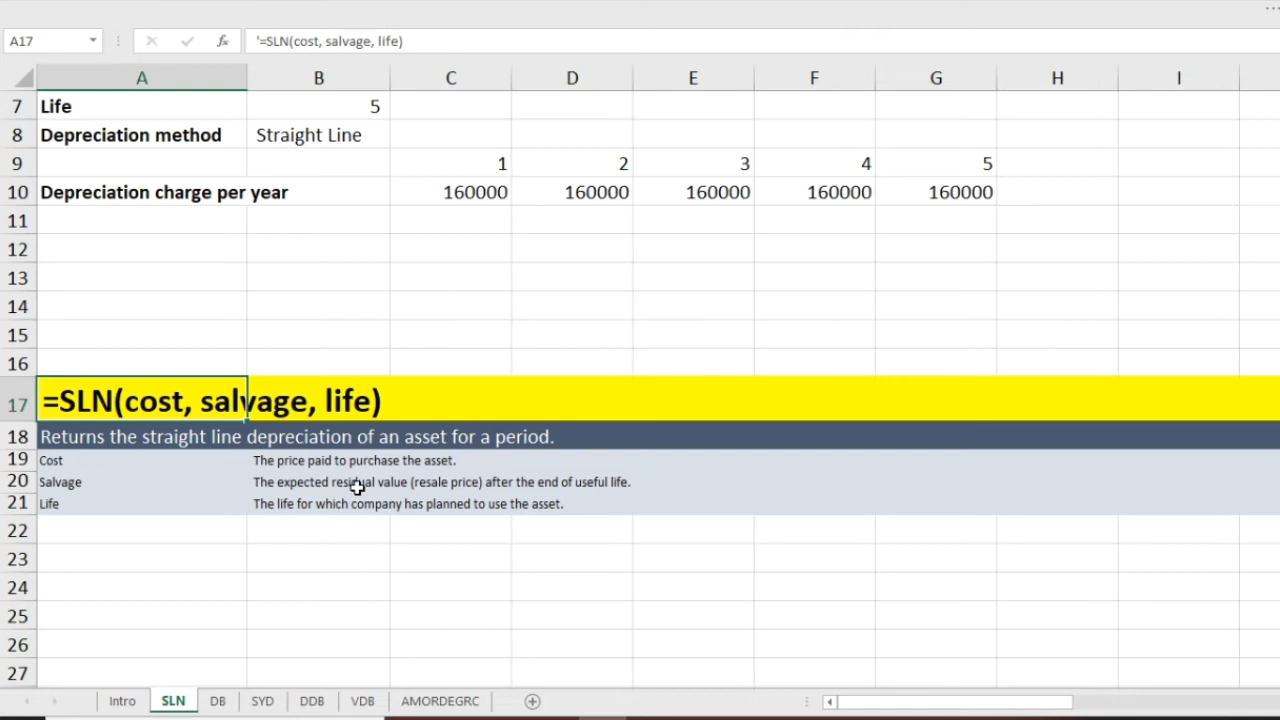 A17 fx '=SLN(cost, salvage, life)
A B C D E F G H I
7 Life 5
8 Depreciation method Straight Line
9 1 2 3 4 5
10 Depreciation charge per year 160000 160000 160000 160000 160000
11
12
13
14
15
16
17 =SLN(cost, salvage, life)
18 Returns the straight line depreciation of an asset for a period.
19 Cost The price paid to purchase the asset.
20 Salvage The expected residual value (resale price) after the end of useful life.
21 Life The life for which company has planned to use the asset.
22
23
24
25
26
27
Intro SLN DB SYD DDB VDB AMORDEGRC